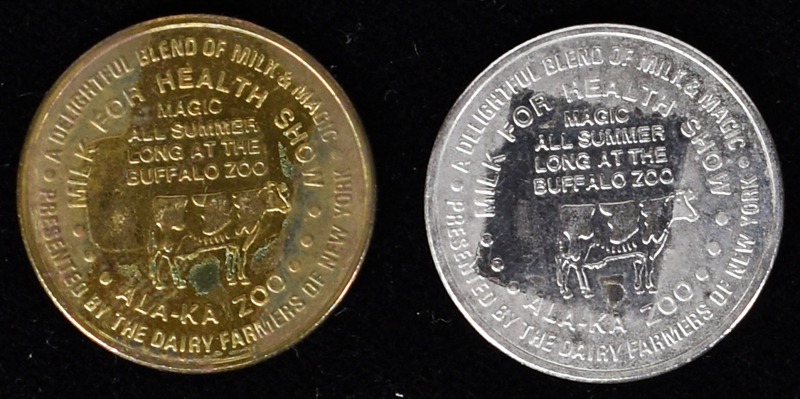 • A DELIGHTFUL BLEND OF MILK & MAGIC •
PRESENTED BY THE DAIRY FARMERS OF NEW YORK
MILK FOR HEALTH SHOW
MAGIC
ALL SUMMER
LONG AT THE
BUFFALO ZOO
ALA-KA ZOO
• A DELIGHTFUL BLEND OF MILK & MAGIC •
PRESENTED BY THE DAIRY FARMERS OF NEW YORK
MILK FOR HEALTH SHOW
MAGIC
ALL SUMMER
LONG AT THE
BUFFALO ZOO
ALA-KA ZOO